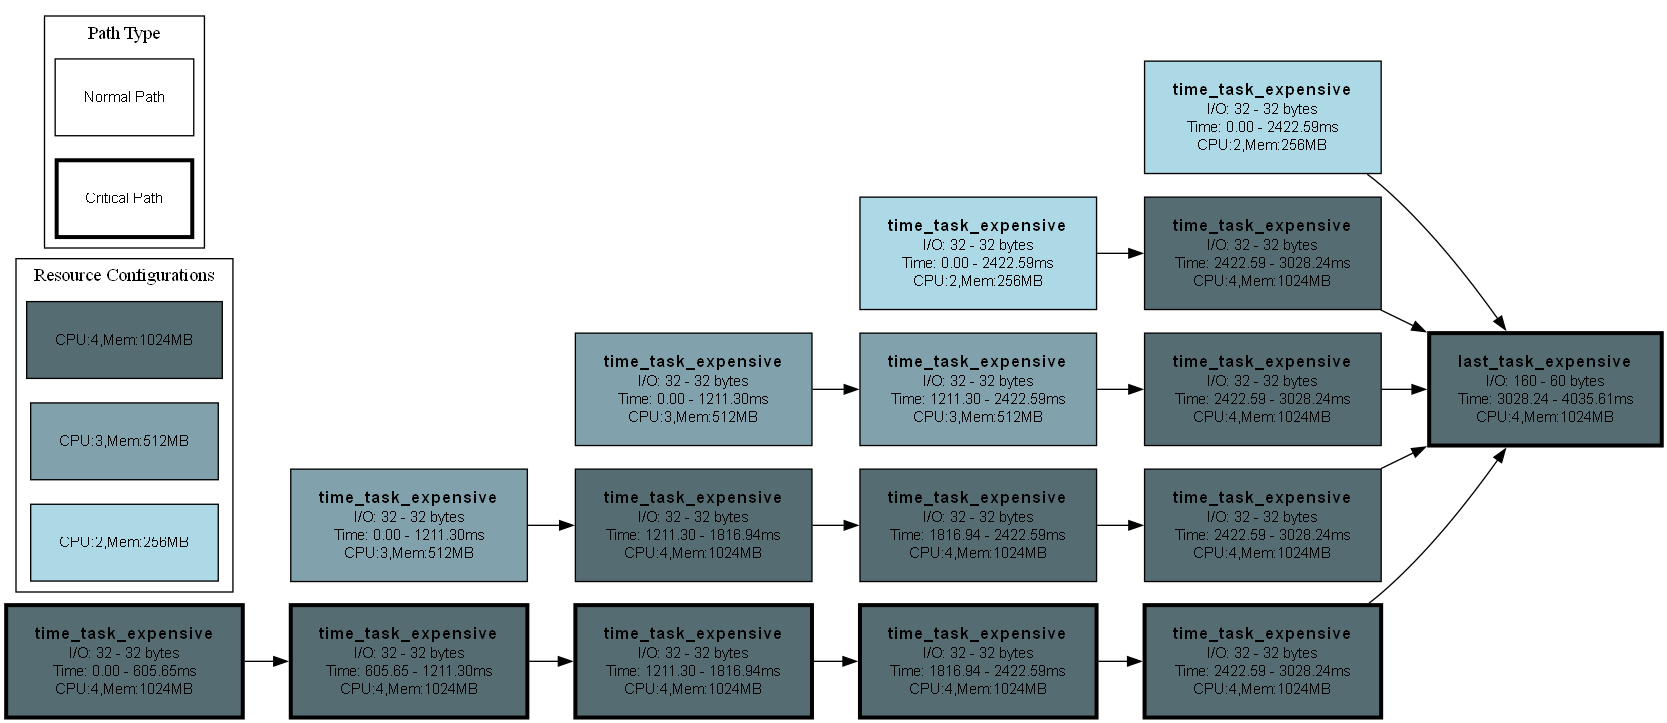 Path Type
Normal Path
Critical Path
Resource Configurations
CPU:4,Mem:1024MB
CPU:3,Mem:512MB
CPU:2,Mem:256MB
time_task_expensive
I/O: 32 - 32 bytes
Time: 0.00 - 2422.59ms
CPU:2,Mem:256MB
time_task_expensive
I/O: 32 - 32 bytes
Time: 0.00 - 2422.59ms
CPU:2,Mem:256MB
time_task_expensive
I/O: 32 - 32 bytes
Time: 2422.59 - 3028.24ms
CPU:4,Mem:1024MB
time_task_expensive
I/O: 32 - 32 bytes
Time: 0.00 - 1211.30ms
CPU:3,Mem:512MB
time_task_expensive
I/O: 32 - 32 bytes
Time: 1211.30 - 2422.59ms
CPU:3,Mem:512MB
time_task_expensive
I/O: 32 - 32 bytes
Time: 2422.59 - 3028.24ms
CPU:4,Mem:1024MB
last_task_expensive
I/O: 160 - 60 bytes
Time: 3028.24 - 4035.61ms
CPU:4,Mem:1024MB
time_task_expensive
I/O: 32 - 32 bytes
Time: 0.00 - 1211.30ms
CPU:3,Mem:512MB
time_task_expensive
I/O: 32 - 32 bytes
Time: 1211.30 - 1816.94ms
CPU:4,Mem:1024MB
time_task_expensive
I/O: 32 - 32 bytes
Time: 1816.94 - 2422.59ms
CPU:4,Mem:1024MB
time_task_expensive
I/O: 32 - 32 bytes
Time: 2422.59 - 3028.24ms
CPU:4,Mem:1024MB
time_task_expensive
I/O: 32 - 32 bytes
Time: 0.00 - 605.65ms
CPU:4,Mem:1024MB
time_task_expensive
I/O: 32 - 32 bytes
Time: 605.65 - 1211.30ms
CPU:4,Mem:1024MB
time_task_expensive
I/O: 32 - 32 bytes
Time: 1211.30 - 1816.94ms
CPU:4,Mem:1024MB
time_task_expensive
I/O: 32 - 32 bytes
Time: 1816.94 - 2422.59ms
CPU:4,Mem:1024MB
time_task_expensive
I/O: 32 - 32 bytes
Time: 2422.59 - 3028.24ms
CPU:4,Mem:1024MB